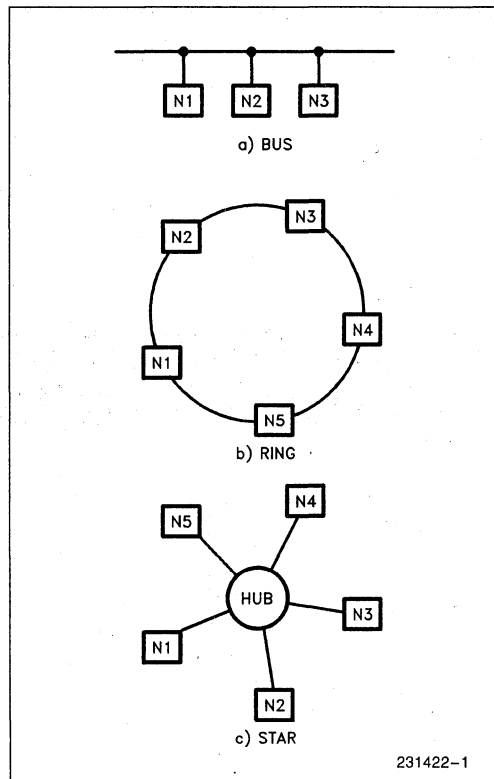 N1 N2 N3
a) BUS
N3
N2
N4
N1
N5
b) RING
N4
N5
HUB
N3
N1
N2
c) STAR
231422-1